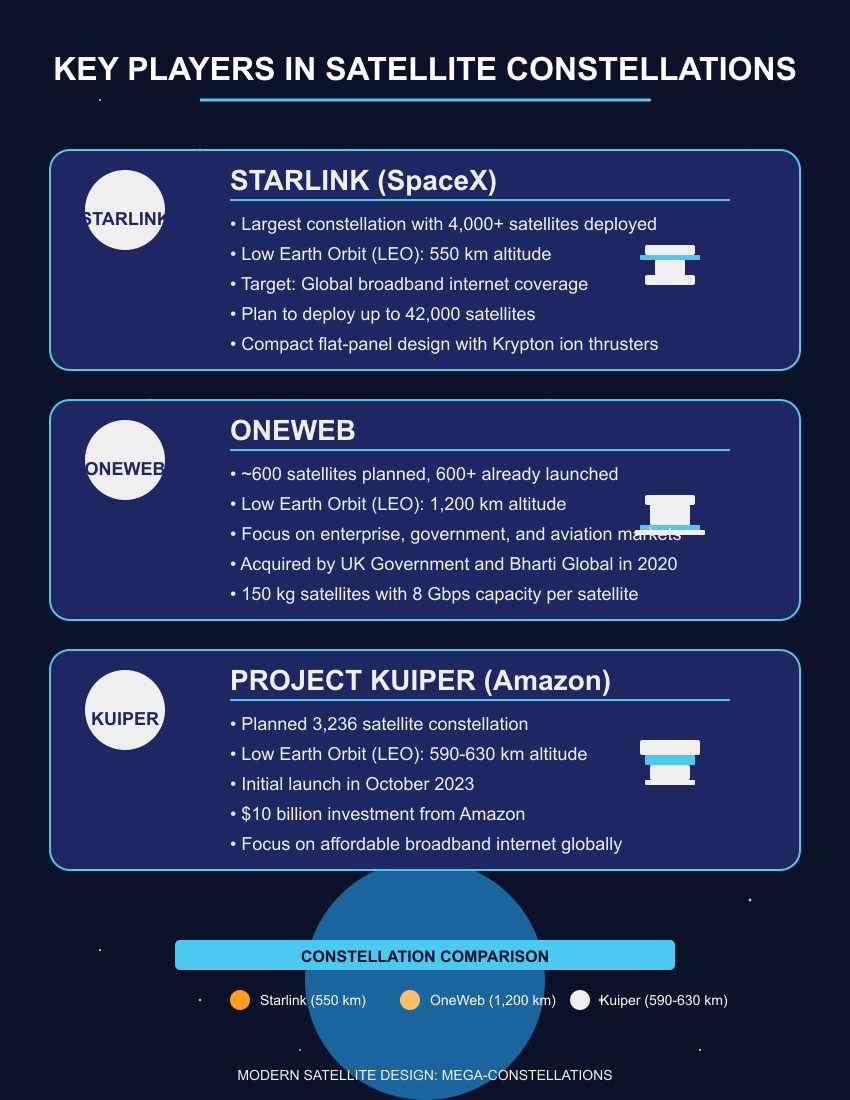 KEY PLAYERS IN SATELLITE CONSTELLATIONS
STARLINK
STARLINK (SpaceX)
• Largest constellation with 4,000+ satellites deployed
• Low Earth Orbit (LEO): 550 km altitude
• Target: Global broadband internet coverage
• Plan to deploy up to 42,000 satellites
• Compact flat-panel design with Krypton ion thrusters
ONEWEB
ONEWEB
• ~600 satellites planned, 600+ already launched
• Low Earth Orbit (LEO): 1,200 km altitude
• Focus on enterprise, government, and aviation markets
• Acquired by UK Government and Bharti Global in 2020
• 150 kg satellites with 8 Gbps capacity per satellite
KUIPER
PROJECT KUIPER (Amazon)
• Planned 3,236 satellite constellation
• Low Earth Orbit (LEO): 590-630 km altitude
• Initial launch in October 2023
• $10 billion investment from Amazon
• Focus on affordable broadband internet globally
CONSTELLATION COMPARISON
Starlink (550 km) OneWeb (1,200 km) Kuiper (590-630 km)
MODERN SATELLITE DESIGN: MEGA-CONSTELLATIONS